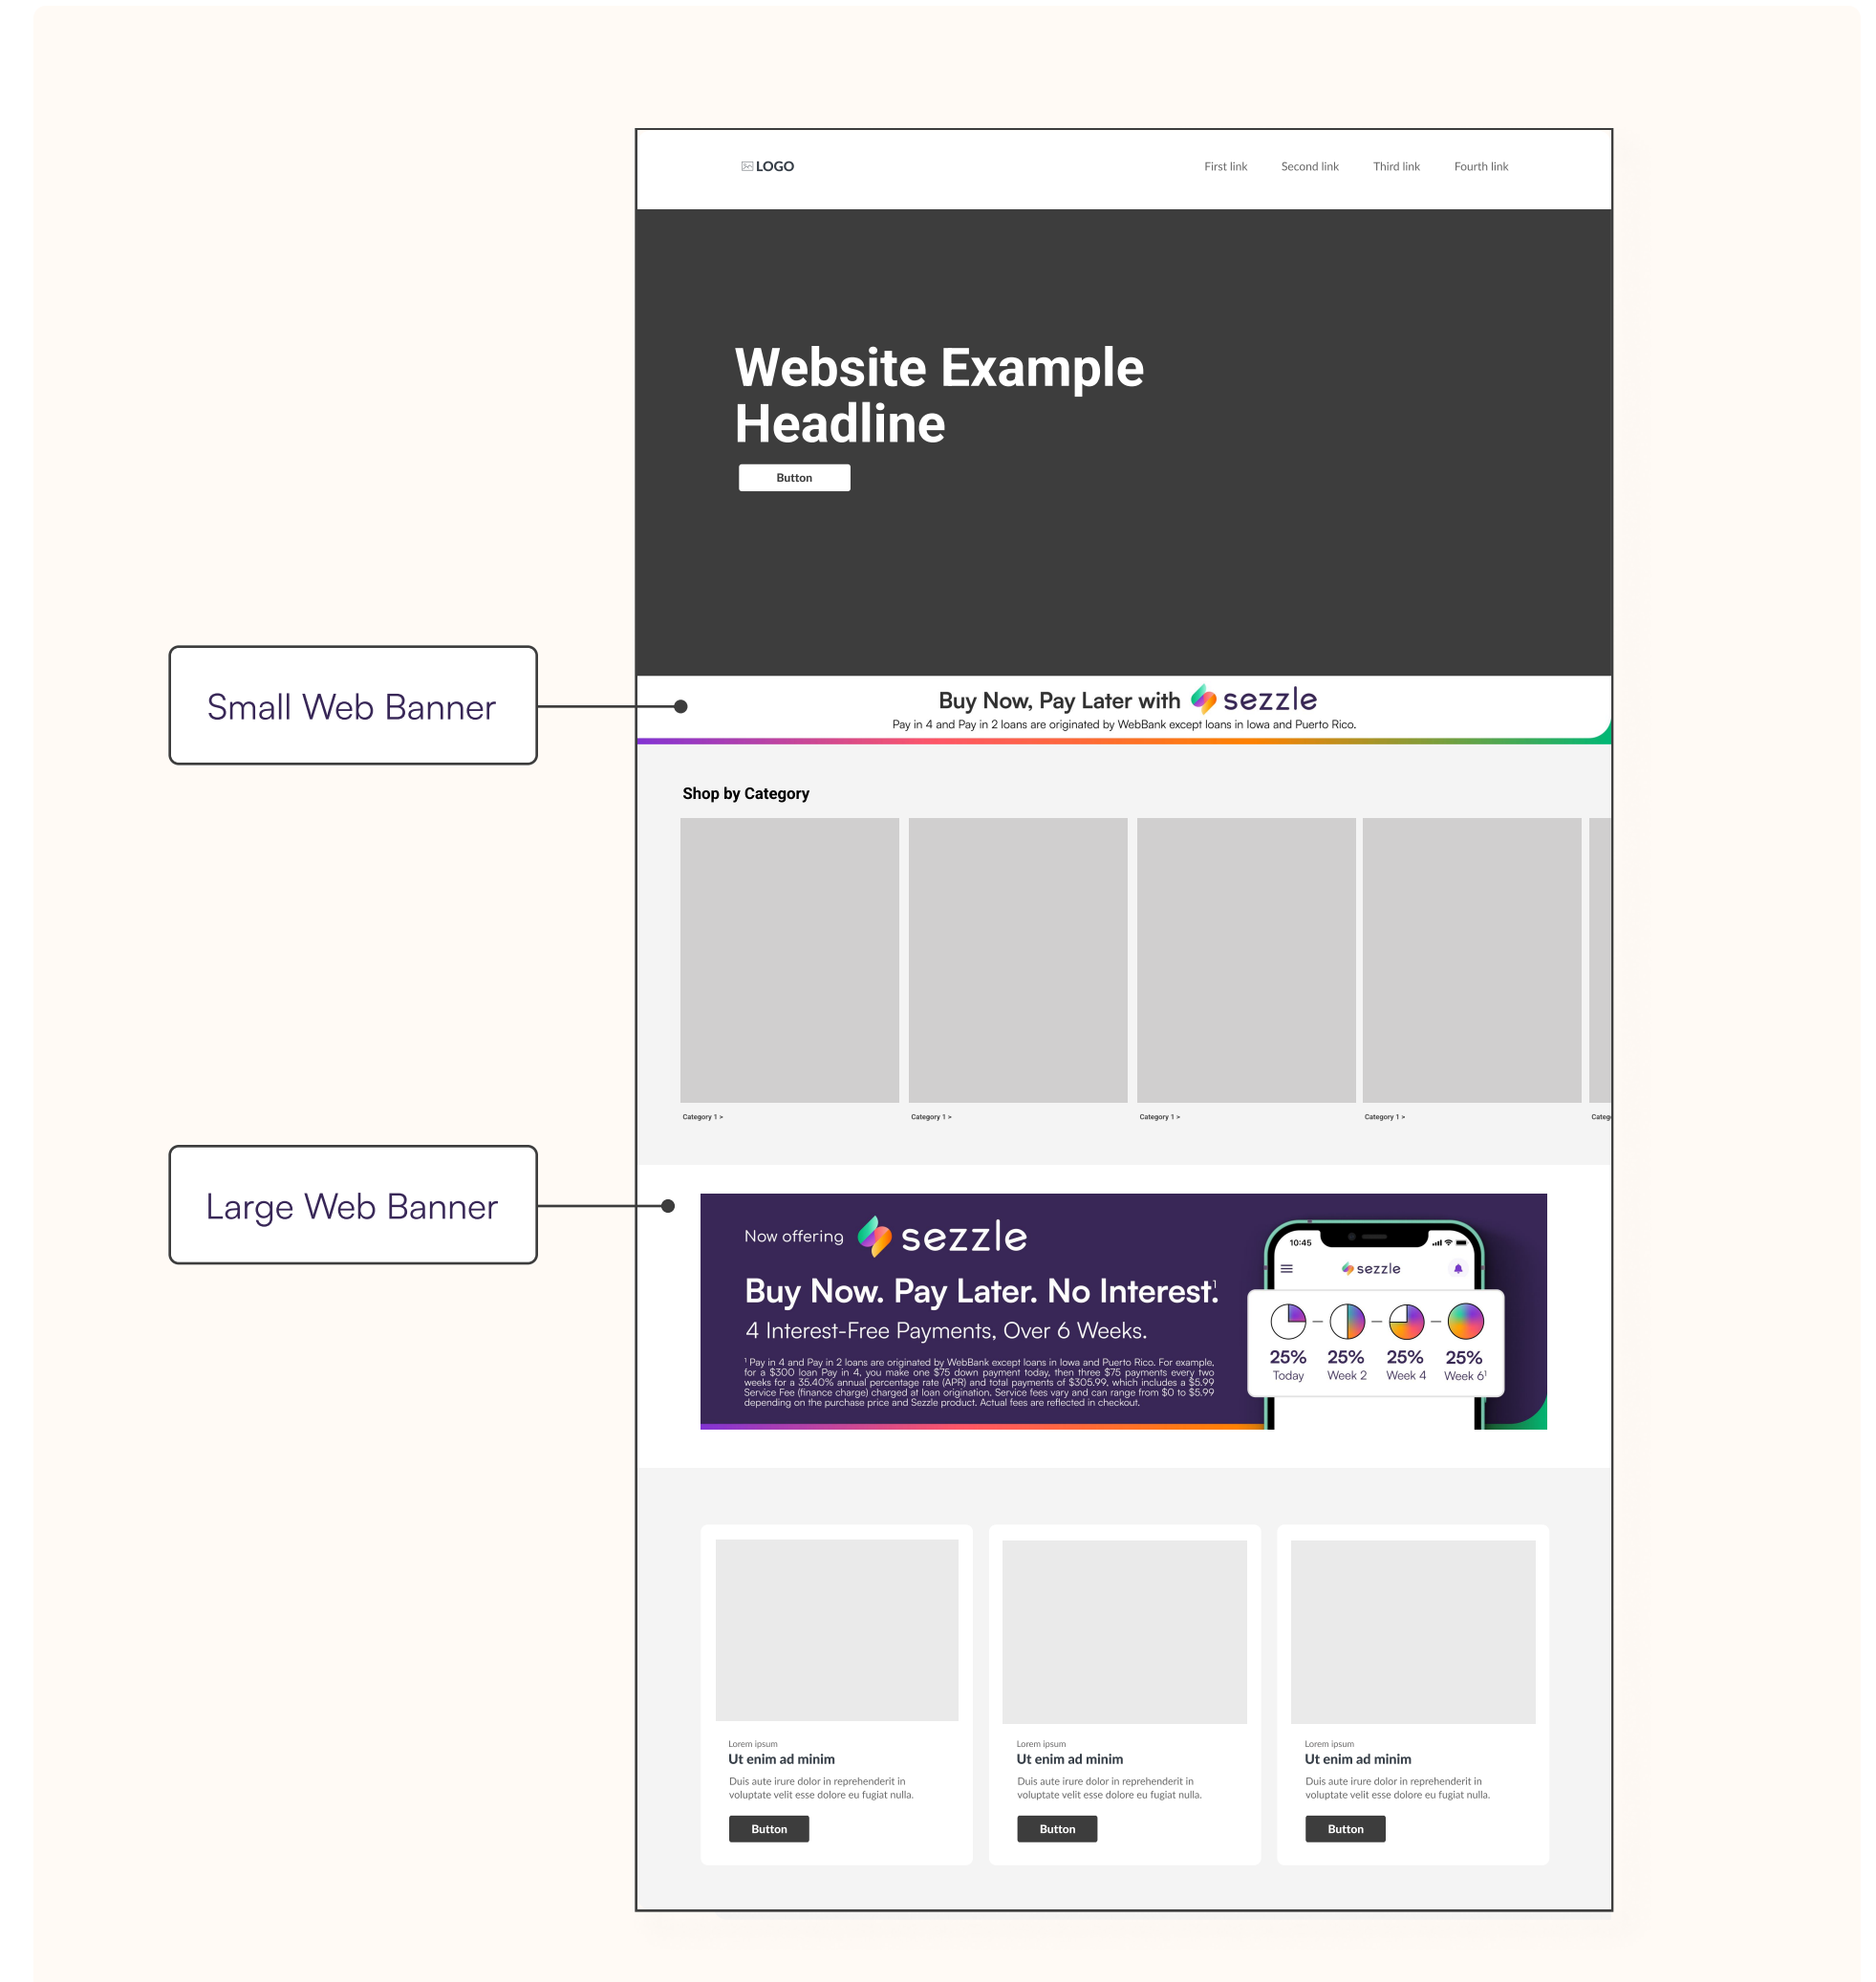 LOGO
First link Second link Third link Fourth link
Website Example
Headline
Button
Small Web Banner
Buy Now, Pay Later with sezzle
Pay in 4 and Pay in 2 loans are originated by WebBank except loans in Iowa and Puerto Rico.
Shop by Category
Category 1 > Category 1 > Category 1 > Category 1 > Categ
Large Web Banner
Now offering sezzle
Buy Now. Pay Later. No Interest.¹
4 Interest-Free Payments, Over 6 Weeks.
¹ Pay in 4 and Pay in 2 loans are originated by WebBank except loans in Iowa and Puerto Rico. For example,
for a $300 loan Pay in 4, you make one $75 down payment today, then three $75 payments every two
weeks for a 35.40% annual percentage rate (APR) and total payments of $305.99, which includes a $5.99
Service Fee (finance charge) charged at loan origination. Service fees vary and can range from $0 to $5.99
depending on the purchase price and Sezzle product. Actual fees are reflected in checkout.
10:45
sezzle
25% 25% 25% 25%
Today Week 2 Week 4 Week 6¹
Lorem ipsum
Ut enim ad minim
Duis aute irure dolor in reprehenderit in
voluptate velit esse dolore eu fugiat nulla.
Button
Lorem ipsum
Ut enim ad minim
Duis aute irure dolor in reprehenderit in
voluptate velit esse dolore eu fugiat nulla.
Button
Lorem ipsum
Ut enim ad minim
Duis aute irure dolor in reprehenderit in
voluptate velit esse dolore eu fugiat nulla.
Button